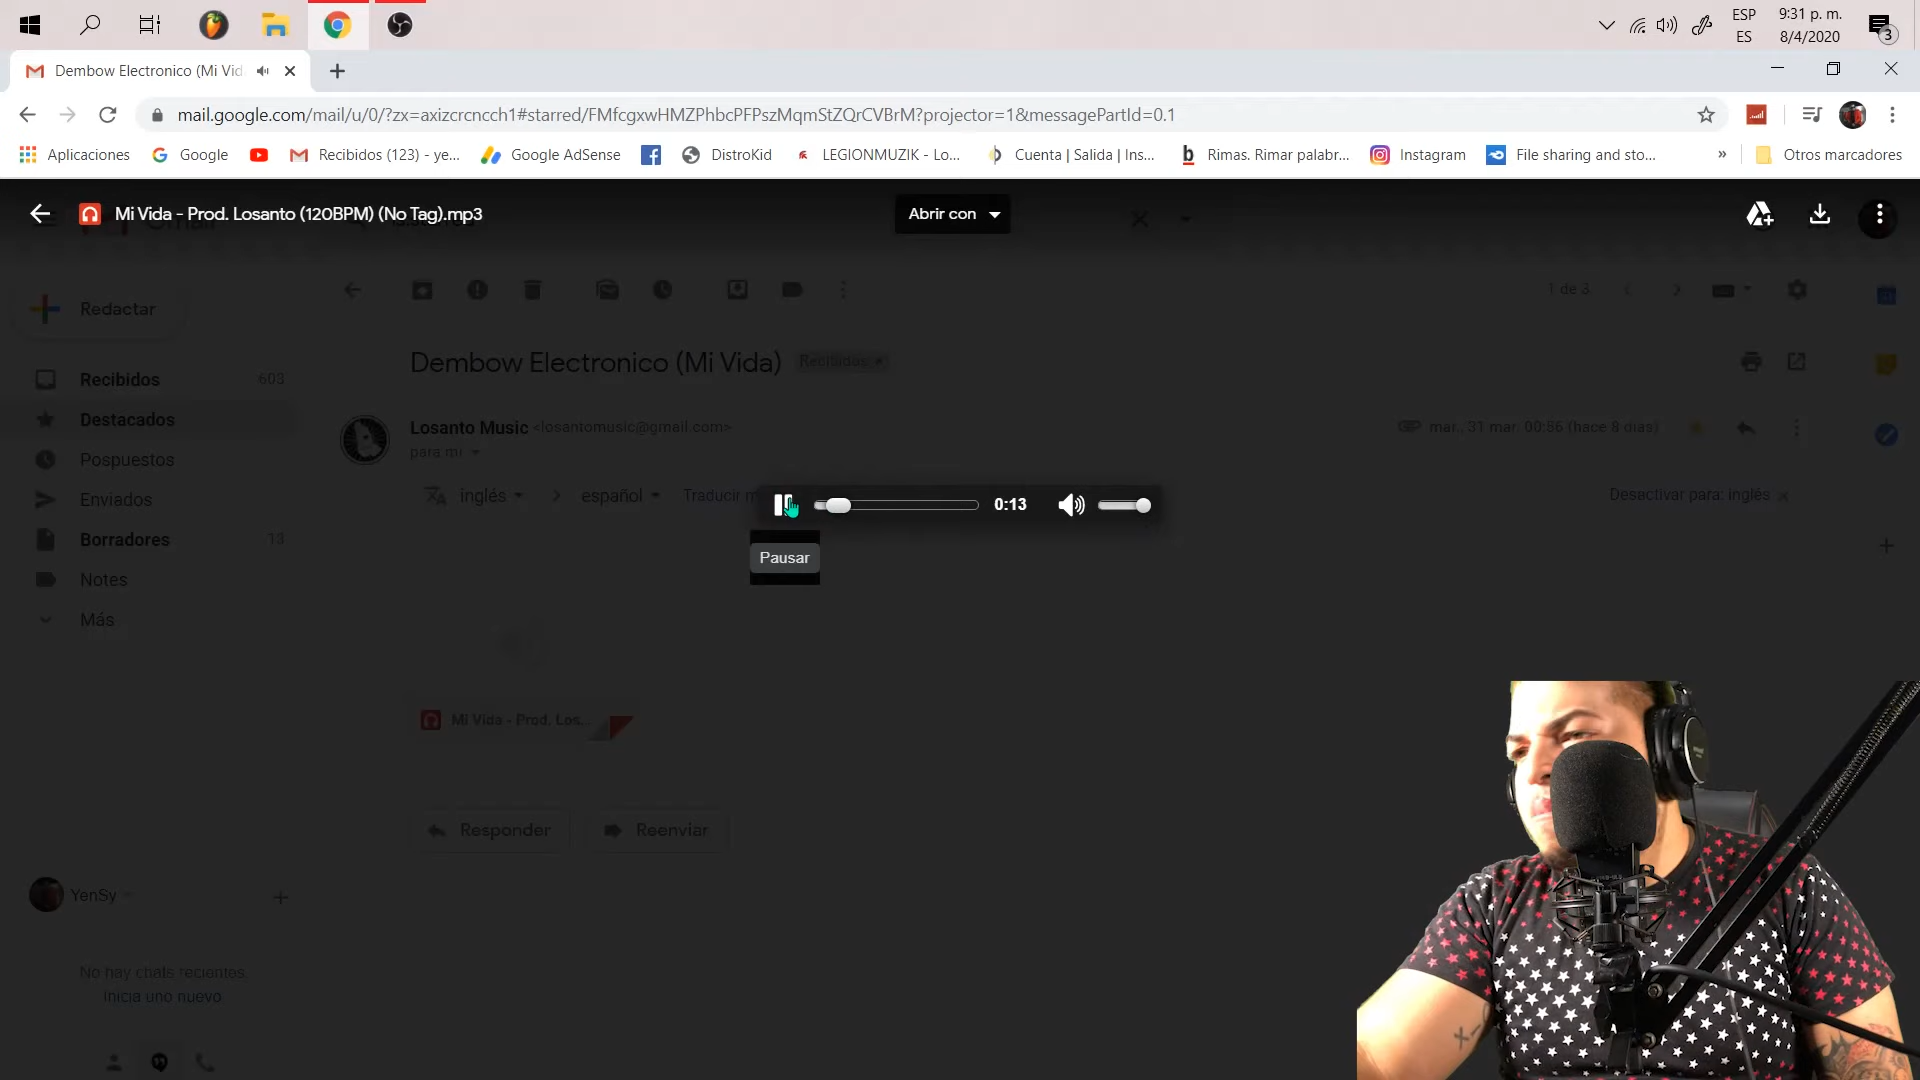 ESP
ES
9:31 p. m.
8/4/2020
3
Dembow Electronico (Mi Vid
mail.google.com/mail/u/0/?zx=axizcrcncch1#starred/FMfcgxwHMZPhbcPFPszMqmStZQrCVBrM?projector=1&messagePartId=0.1
Aplicaciones
Google
Recibidos (123) - ye...
Google AdSense
DistroKid
LEGIONMUZIK - Lo...
Cuenta | Salida | Ins...
Rimas. Rimar palabr...
Instagram
File sharing and sto...
»
Otros marcadores
Mi Vida - Prod. Losanto (120BPM) (No Tag).mp3
Abrir con
Redactar
1 de 3
Dembow Electronico (Mi Vida)
Recibidos x
Recibidos
603
Destacados
Losanto Music <losantomusic@gmail.com>
mar., 31 mar. 00:56 (hace 8 días)
para mí
Pospuestos
Enviados
inglés
español
Traducir
0:13
Desactivar para: inglés x
Borradores
13
Pausar
Notes
Más
Mi Vida - Prod. Los...
Responder
Reenviar
YenSy
No hay chats recientes.
Inicia uno nuevo